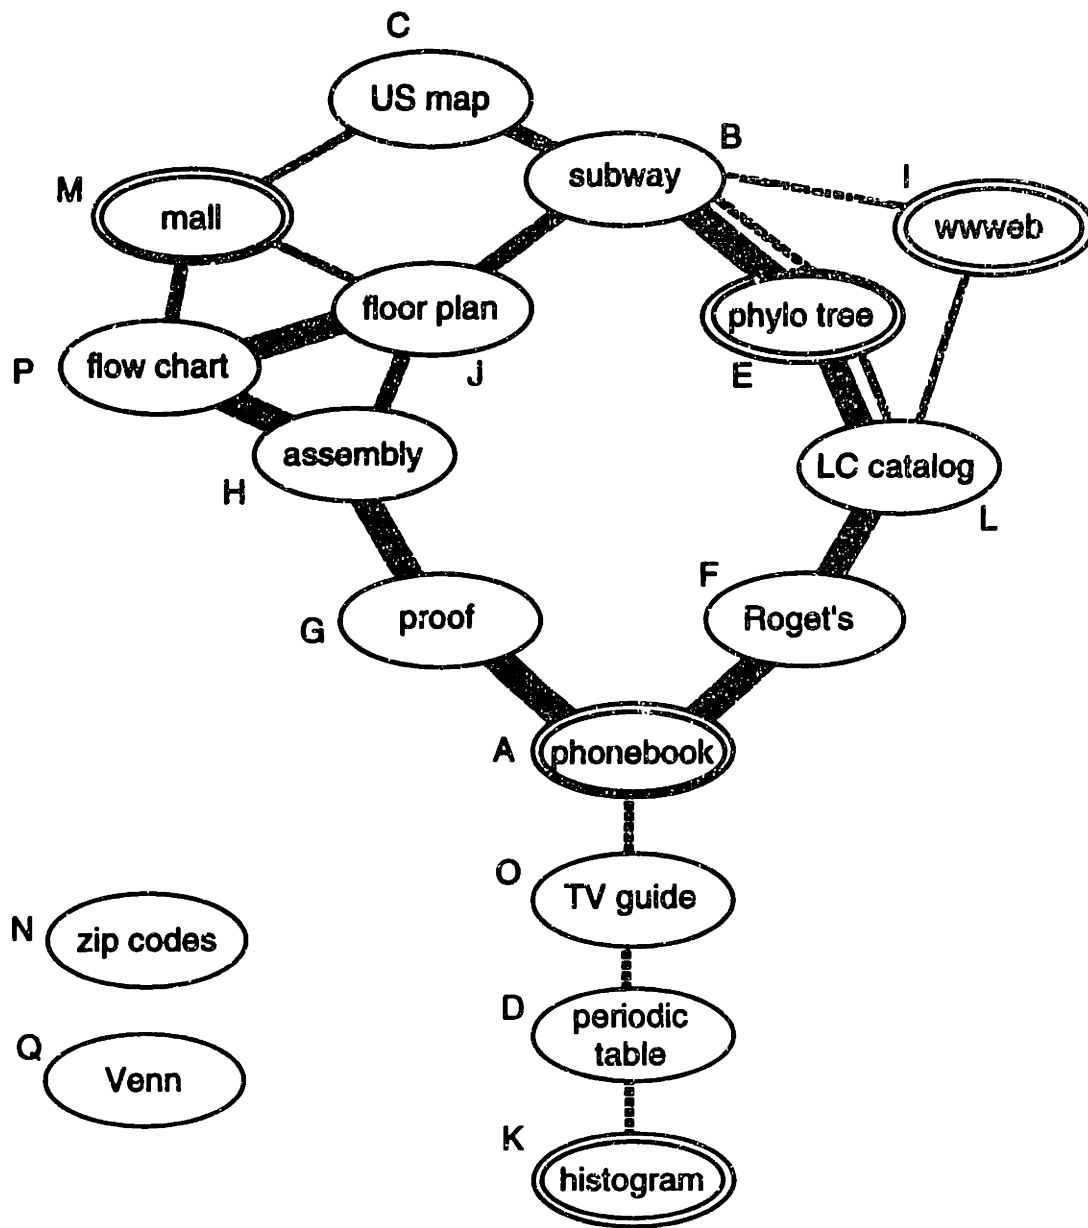 C
US map
B
subway
I
wwweb
M
mall
floor plan
J
phylo tree
E
P
flow chart
assembly
H
LC catalog
L
G
proof
F
Roget's
A
phonebook
O
TV guide
N
zip codes
D
periodic
table
Q
Venn
K
histogram